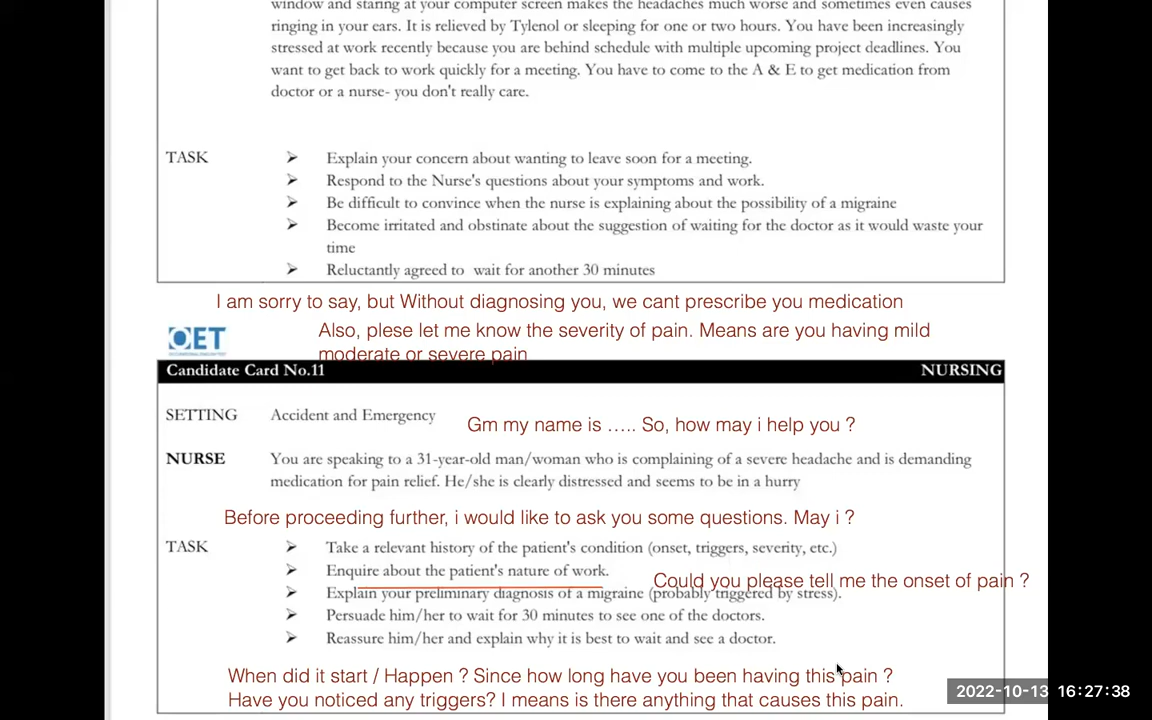 window and staring at your computer screen makes the headaches much worse and sometimes even causes
ringing in your ears. It is relieved by Tylenol or sleeping for one or two hours. You have been increasingly
stressed at work recently because you are behind schedule with multiple upcoming project deadlines. You
want to get back to work quickly for a meeting. You have to come to the A & E to get medication from
doctor or a nurse- you don't really care.
TASK
➢ Explain your concern about wanting to leave soon for a meeting.
➢ Respond to the Nurse's questions about your symptoms and work.
➢ Be difficult to convince when the nurse is explaining about the possibility of a migraine
➢ Become irritated and obstinate about the suggestion of waiting for the doctor as it would waste your
time
➢ Reluctantly agreed to wait for another 30 minutes
I am sorry to say, but Without diagnosing you, we cant prescribe you medication
OET
Also, plese let me know the severity of pain. Means are you having mild
moderate or severe pain
Candidate Card No.11 NURSING
SETTING Accident and Emergency
Gm my name is ….. So, how may i help you ?
NURSE You are speaking to a 31-year-old man/woman who is complaining of a severe headache and is demanding
medication for pain relief. He/she is clearly distressed and seems to be in a hurry
Before proceeding further, i would like to ask you some questions. May i ?
TASK
➢ Take a relevant history of the patient's condition (onset, triggers, severity, etc.)
➢ Enquire about the patient's nature of work.
Could you please tell me the onset of pain ?
➢ Explain your preliminary diagnosis of a migraine (probably triggered by stress).
➢ Persuade him/her to wait for 30 minutes to see one of the doctors.
➢ Reassure him/her and explain why it is best to wait and see a doctor.
When did it start / Happen ? Since how long have you been having this pain ?
Have you noticed any triggers? I means is there anything that causes this pain.
2022-10-13 16:27:38